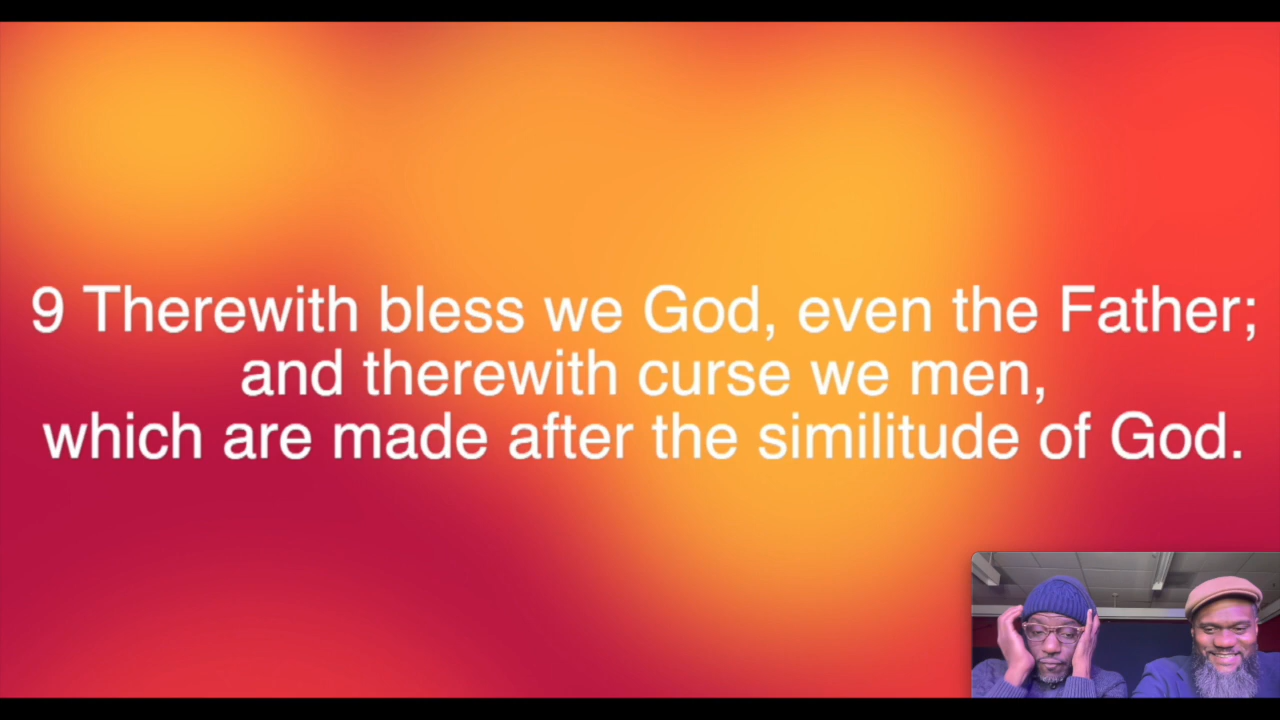 9 Therewith bless we God, even the Father;
and therewith curse we men,
which are made after the similitude of God.